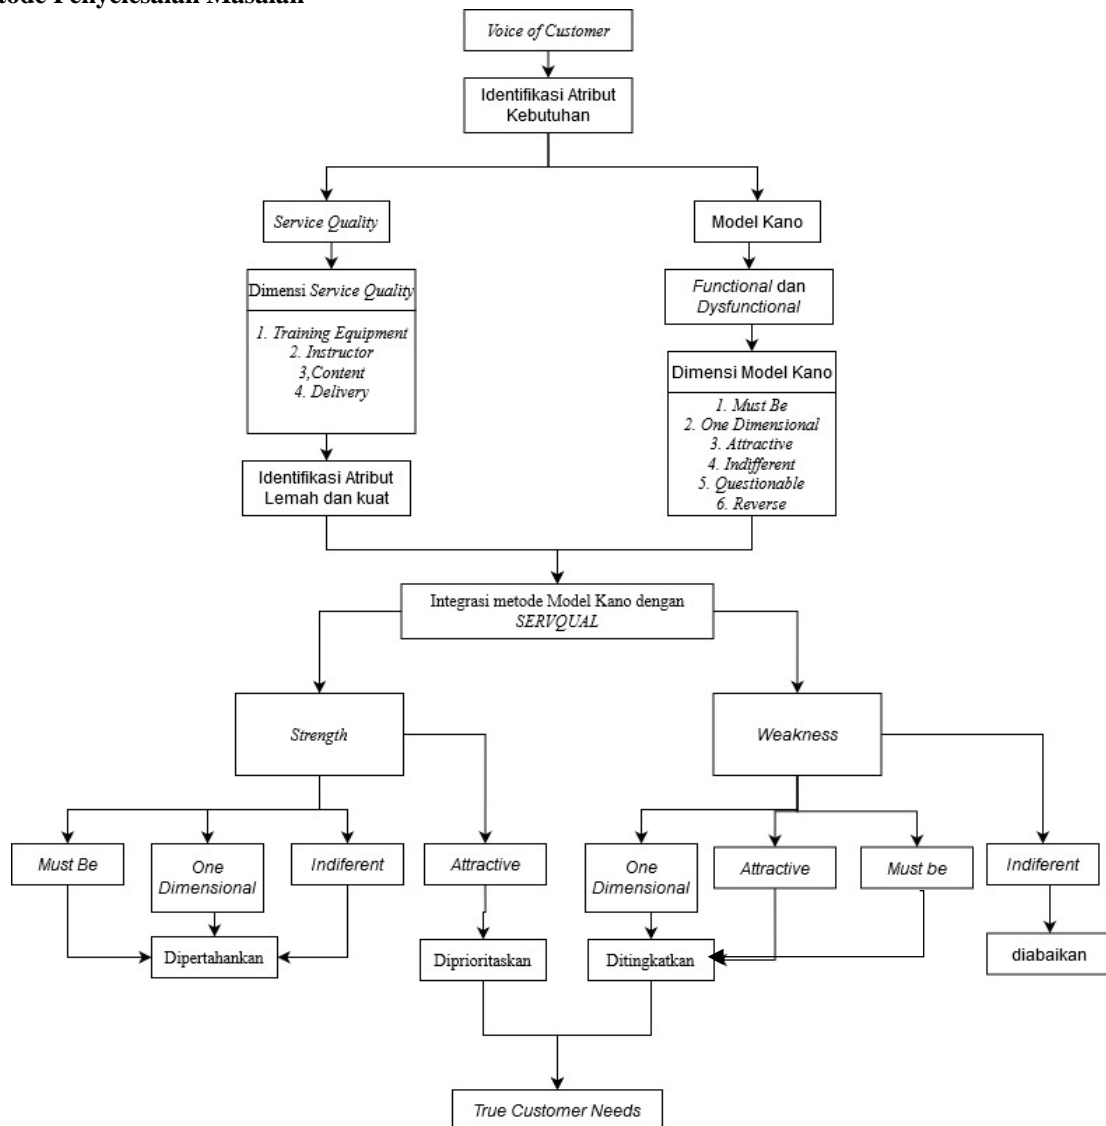 tode Penyelesaian Masalah
Voice of Customer
Identifikasi Atribut
Kebutuhan
Service Quality
Model Kano
Dimensi Service Quality
1. Training Equipment
2. Instructor
3,Content
4. Delivery
Functional dan
Dysfunctional
Dimensi Model Kano
1. Must Be
2. One Dimensional
3. Attractive
4. Indifferent
5. Questionable
6. Reverse
Identifikasi Atribut
Lemah dan kuat
Integrasi metode Model Kano dengan
SERVQUAL
Strength
Weakness
Must Be
One
Dimensional
Indiferent
Attractive
One
Dimensional
Attractive
Must be
Indiferent
Dipertahankan
Diprioritaskan
Ditingkatkan
diabaikan
True Customer Needs